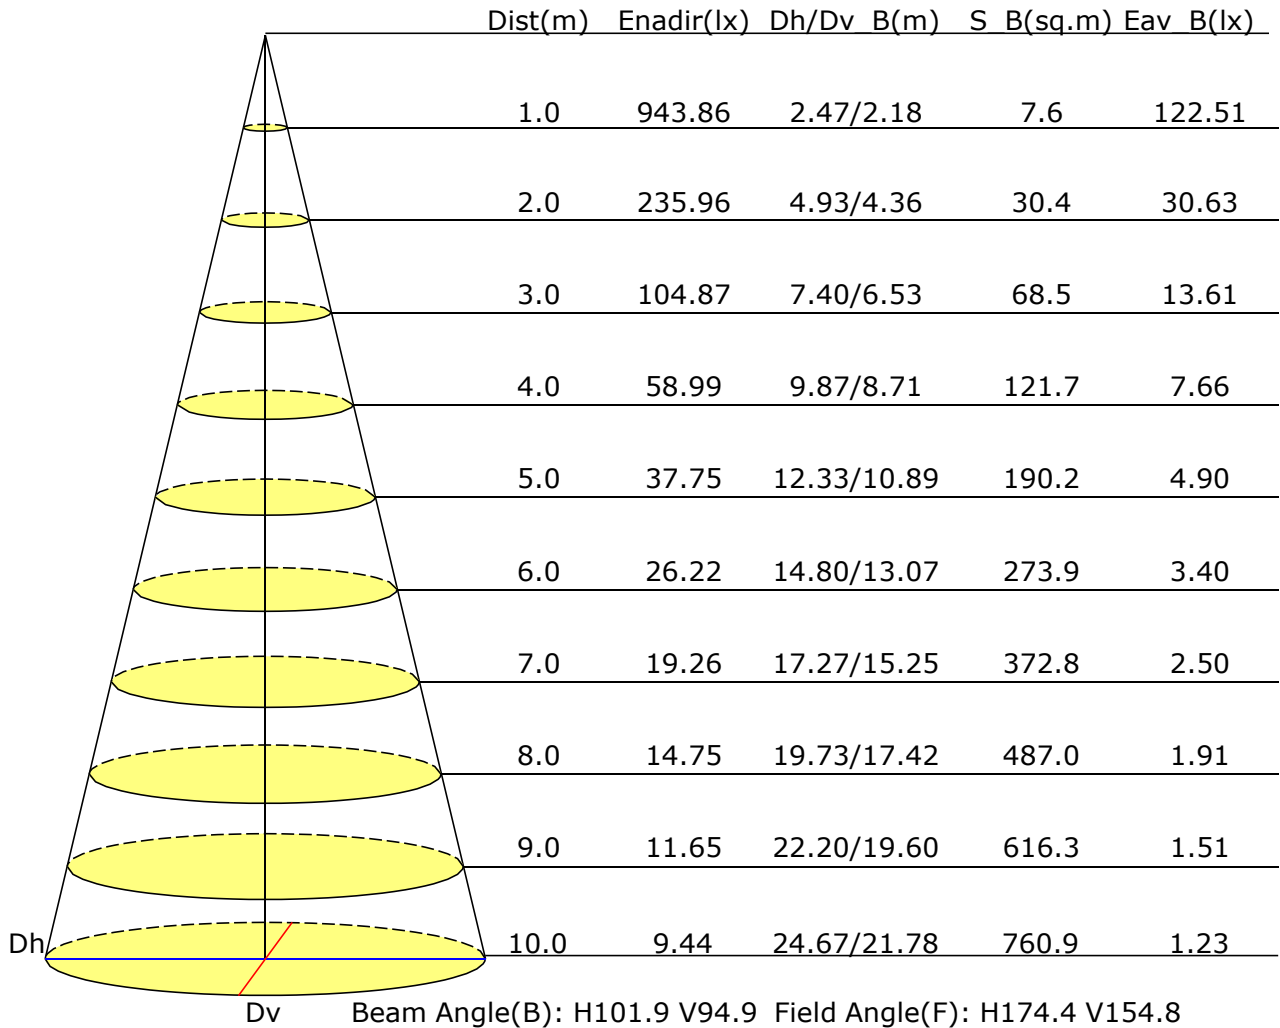 Dist(m) Enadir(lx) Dh/Dv_B(m) S_B(sq.m) Eav_B(lx)
1.0 943.86 2.47/2.18 7.6 122.51
2.0 235.96 4.93/4.36 30.4 30.63
3.0 104.87 7.40/6.53 68.5 13.61
4.0 58.99 9.87/8.71 121.7 7.66
5.0 37.75 12.33/10.89 190.2 4.90
6.0 26.22 14.80/13.07 273.9 3.40
7.0 19.26 17.27/15.25 372.8 2.50
8.0 14.75 19.73/17.42 487.0 1.91
9.0 11.65 22.20/19.60 616.3 1.51
Dh 10.0 9.44 24.67/21.78 760.9 1.23
Dv Beam Angle(B): H101.9 V94.9 Field Angle(F): H174.4 V154.8